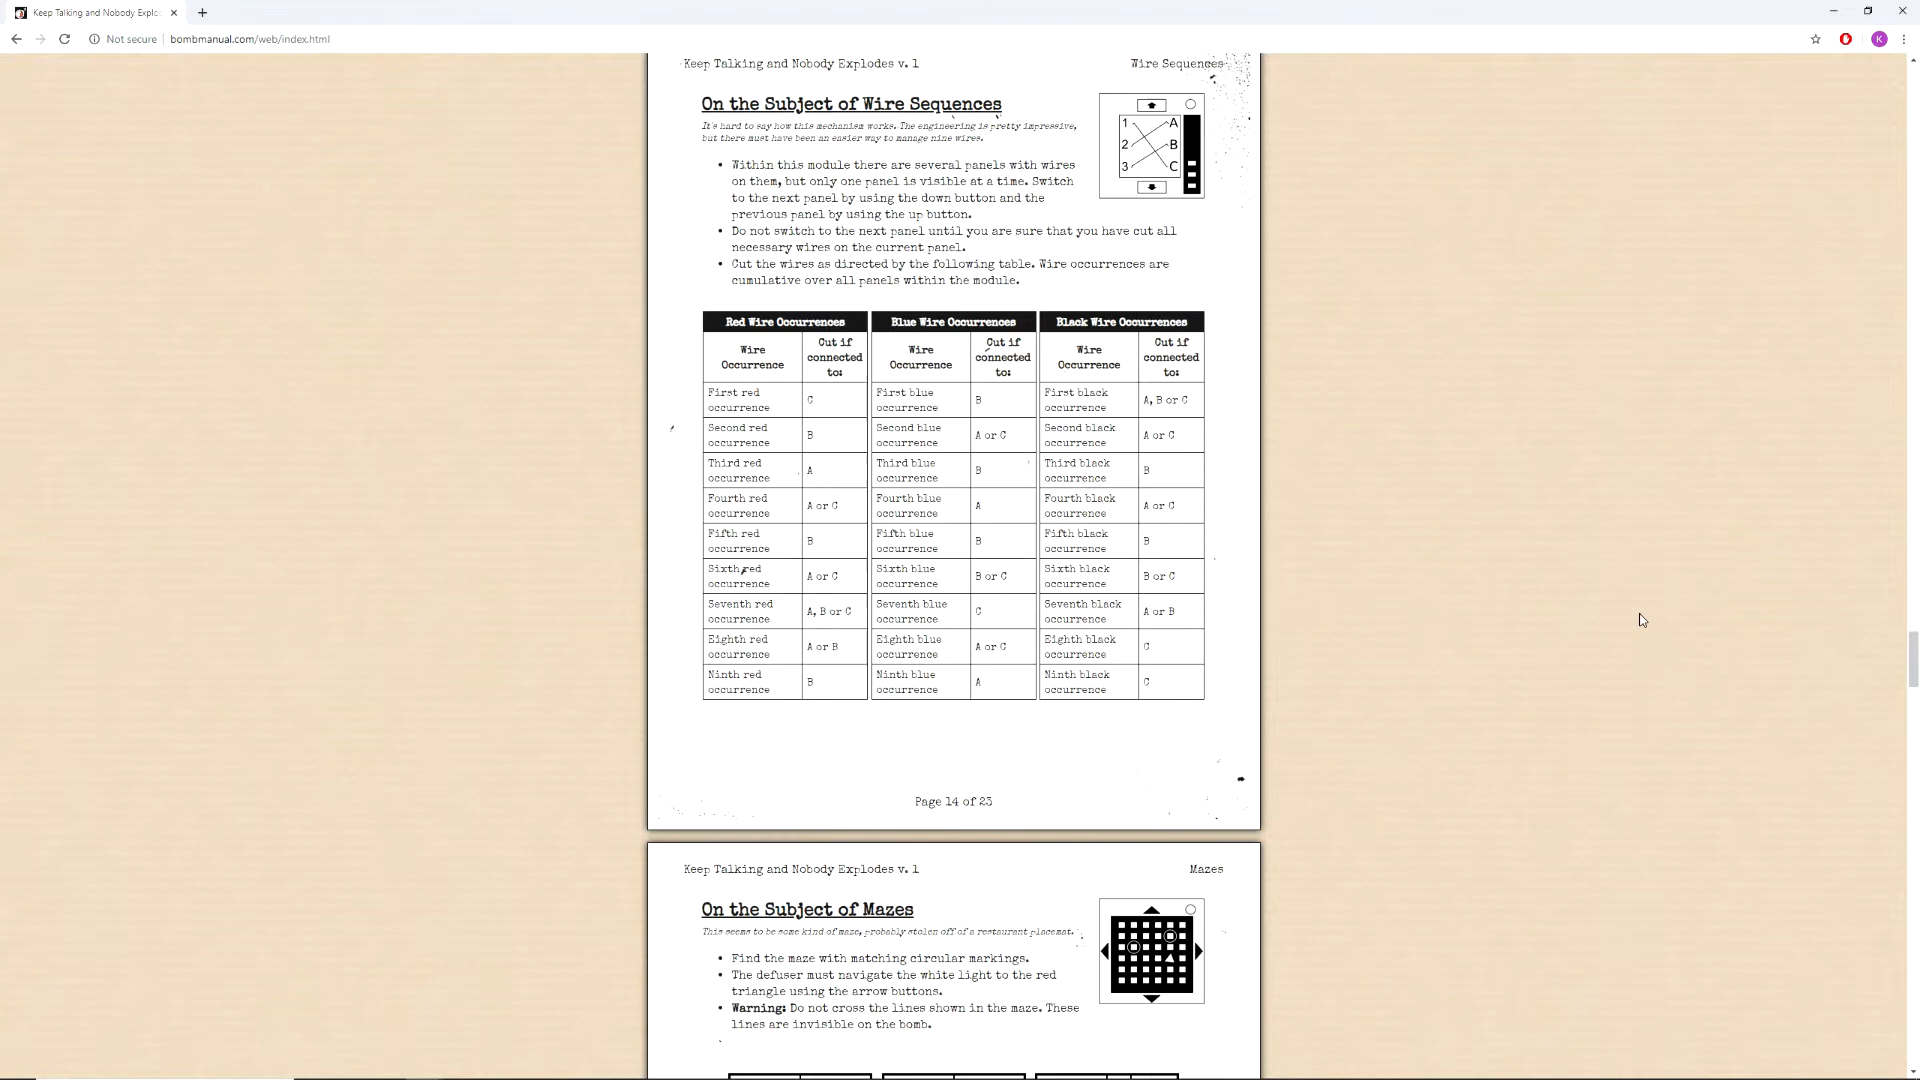 Keep Talking and Nobody Explo
Not secure
bombmanual.com/web/index.html
K
Keep Talking and Nobody Explodes v. 1
Wire Sequences
On the Subject of Wire Sequences
It's hard to say how this mechanism works. The engineering is pretty impressive,
but there must have been an easier way to manage nine wires.
1 A
2 B
3 C
• Within this module there are several panels with wires
on them, but only one panel is visible at a time. Switch
to the next panel by using the down button and the
previous panel by using the up button.
• Do not switch to the next panel until you are sure that you have cut all
necessary wires on the current panel.
• Cut the wires as directed by the following table. Wire occurrences are
cumulative over all panels within the module.
Red Wire Occurrences
Wire
Occurrence
Cut if
connected
to:
First red
occurrence
C
Second red
occurrence
B
Third red
occurrence
A
Fourth red
occurrence
A or C
Fifth red
occurrence
B
Sixth red
occurrence
A or C
Seventh red
occurrence
A, B or C
Eighth red
occurrence
A or B
Ninth red
occurrence
B
Blue Wire Occurrences
Wire
Occurrence
Cut if
connected
to:
First blue
occurrence
B
Second blue
occurrence
A or C
Third blue
occurrence
B
Fourth blue
occurrence
A
Fifth blue
occurrence
B
Sixth blue
occurrence
B or C
Seventh blue
occurrence
C
Eighth blue
occurrence
A or C
Ninth blue
occurrence
A
Black Wire Occurrences
Wire
Occurrence
Cut if
connected
to:
First black
occurrence
A, B or C
Second black
occurrence
A or C
Third black
occurrence
B
Fourth black
occurrence
A or C
Fifth black
occurrence
B
Sixth black
occurrence
B or C
Seventh black
occurrence
A or B
Eighth black
occurrence
C
Ninth black
occurrence
C
Page 14 of 23
Keep Talking and Nobody Explodes v. 1
Mazes
On the Subject of Mazes
This seems to be some kind of maze, probably stolen off of a restaurant placemat.
• Find the maze with matching circular markings.
• The defuser must navigate the white light to the red
triangle using the arrow buttons.
• Warning: Do not cross the lines shown in the maze. These
lines are invisible on the bomb.